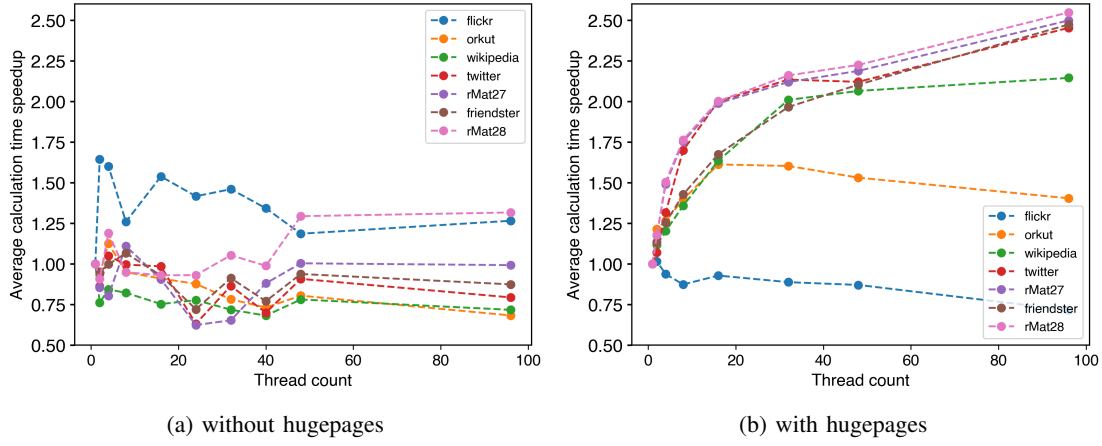 2.50
2.25
2.00
1.75
1.50
1.25
1.00
0.75
0.50
Average calculation time speedup
0
20
40
60
80
100
Thread count
flickr
orkut
wikipedia
twitter
rMat27
friendster
rMat28
(a) without hugepages
2.50
2.25
2.00
1.75
1.50
1.25
1.00
0.75
0.50
Average calculation time speedup
0
20
40
60
80
100
Thread count
flickr
orkut
wikipedia
twitter
rMat27
friendster
rMat28
(b) with hugepages